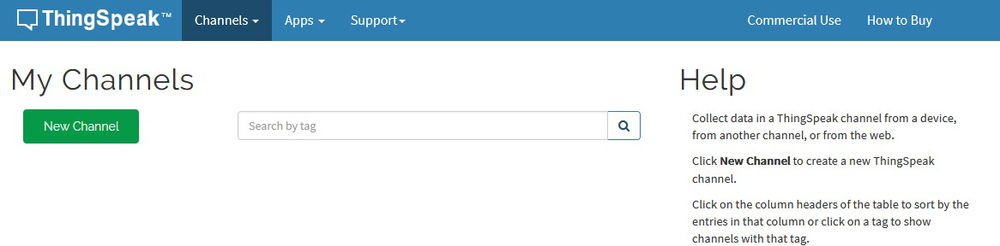 ThingSpeak™ Channels Apps Support Commercial Use How to Buy
My Channels
New Channel
Search by tag
Help
Collect data in a ThingSpeak channel from a device,
from another channel, or from the web.
Click New Channel to create a new ThingSpeak
channel.
Click on the column headers of the table to sort by the
entries in that column or click on a tag to show
channels with that tag.